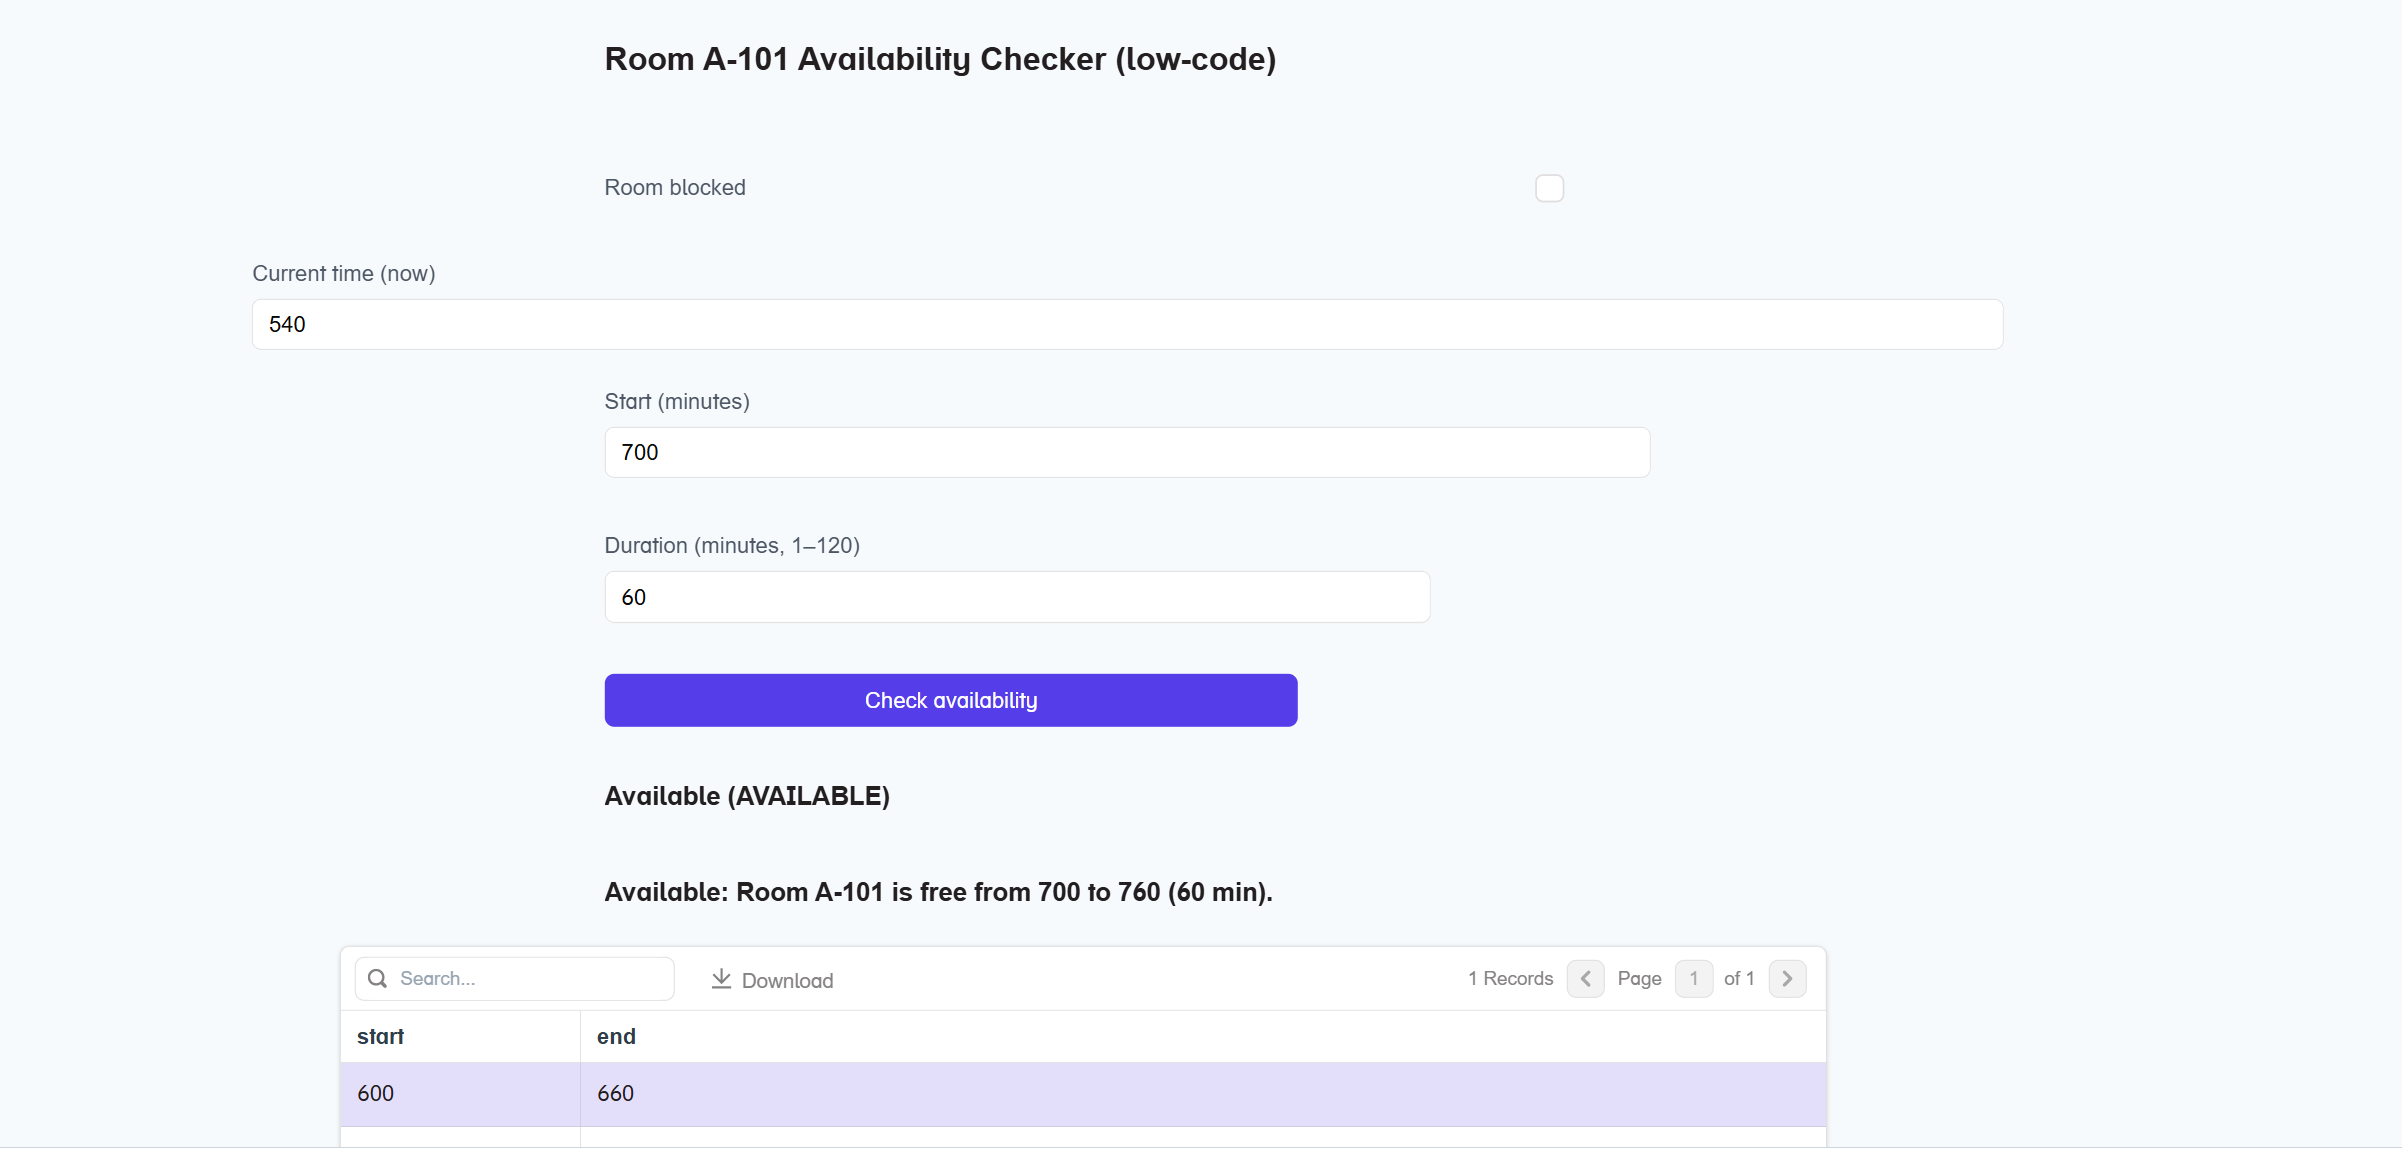 Room A-101 Availability Checker (low-code)
Room blocked
Current time (now)
540
Start (minutes)
700
Duration (minutes, 1–120)
60
Check availability
Available (AVAILABLE)
Available: Room A-101 is free from 700 to 760 (60 min).
Search... Download 1 Records Page 1 of 1
start end
600 660